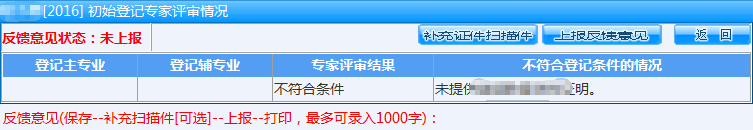 [2016] 初始登记专家评审情况
反馈意见状态：未上报 补充证件扫描件 上报反馈意见 返 回
登记主专业 登记辅专业 专家评审结果 不符合登记条件的情况
不符合条件 未提供 证明。
反馈意见(保存--补充扫描件[可选]--上报--打印，最多可录入1000字)：